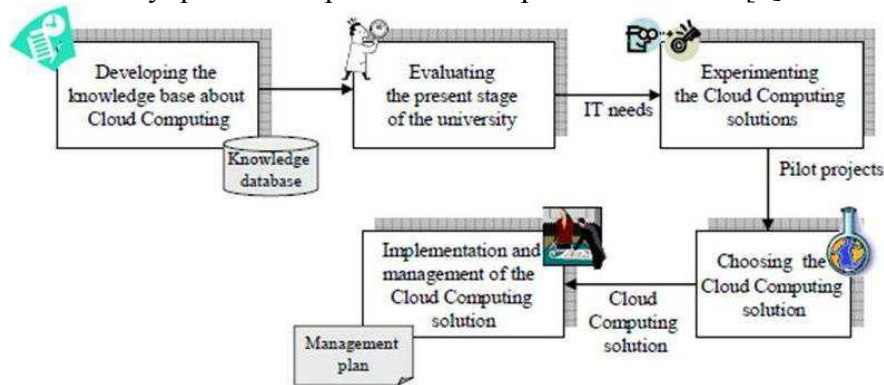 Developing the
knowledge base about
Cloud Computing
Knowledge
database
Evaluating
the present stage
of the university
IT needs
Experimenting
the Cloud Computing
solutions
Pilot projects
Choosing the
Cloud Computing
solution
Cloud
Computing
solution
Implementation and
management of the
Cloud Computing
solution
Management
plan